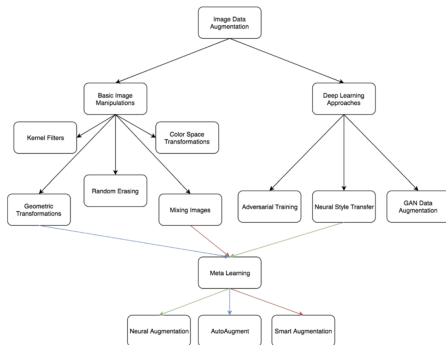 Image Data
Augmentation
Basic Image
Manipulations
Deep Learning
Approaches
Kernel Filters
Color Space
Transformations
Geometric
Transformations
Random Erasing
Mixing Images
Adversarial Training
Neural Style Transfer
GAN Data
Augmentation
Meta Learning
Neural Augmentation
AutoAugment
Smart Augmentation